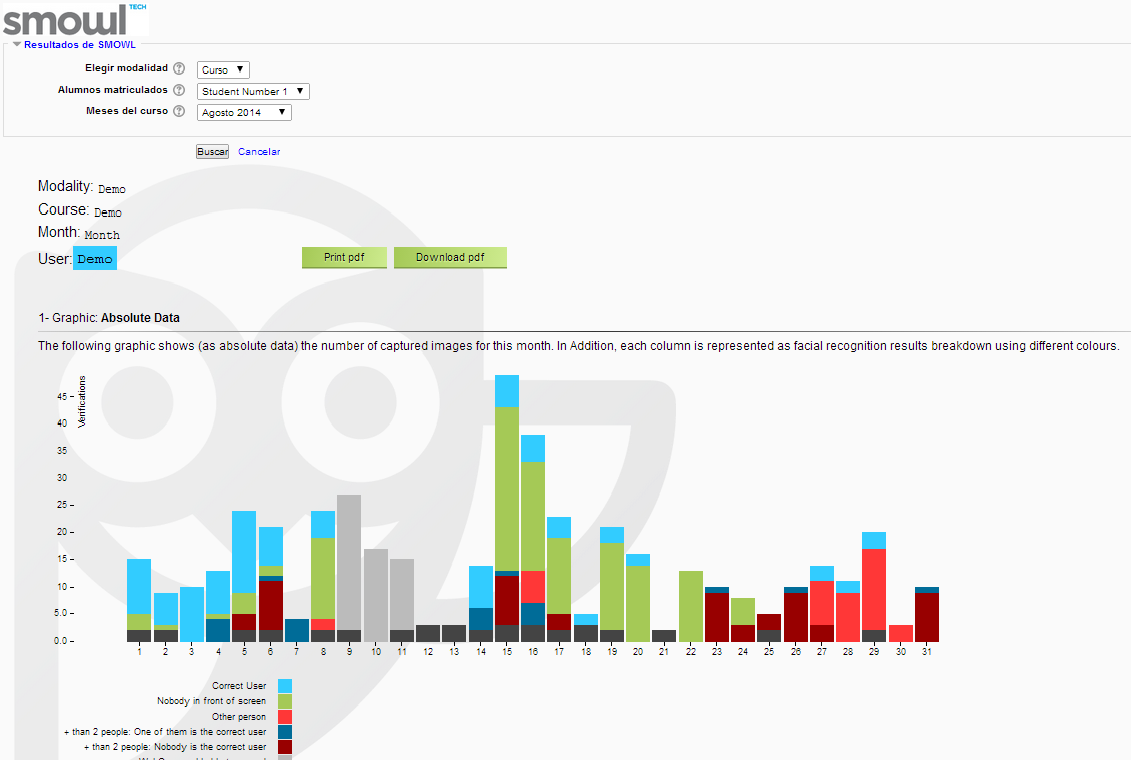 smowl TECH
Resultados de SMOWL
Elegir modalidad ? Curso
Alumnos matriculados ? Student Number 1
Meses del curso ? Agosto 2014
Buscar Cancelar
Modality: Demo
Course: Demo
Month: Month
User: Demo
Print pdf Download pdf
1- Graphic: Absolute Data
The following graphic shows (as absolute data) the number of captured images for this month. In Addition, each column is represented as facial recognition results breakdown using different colours.
Verifications
45
40
35
30
25
20
15
10
5.0
0.0
1 2 3 4 5 6 7 8 9 10 11 12 13 14 15 16 17 18 19 20 21 22 23 24 25 26 27 28 29 30 31
Correct User
Nobody in front of screen
Other person
+ than 2 people: One of them is the correct user
+ than 2 people: Nobody is the correct user